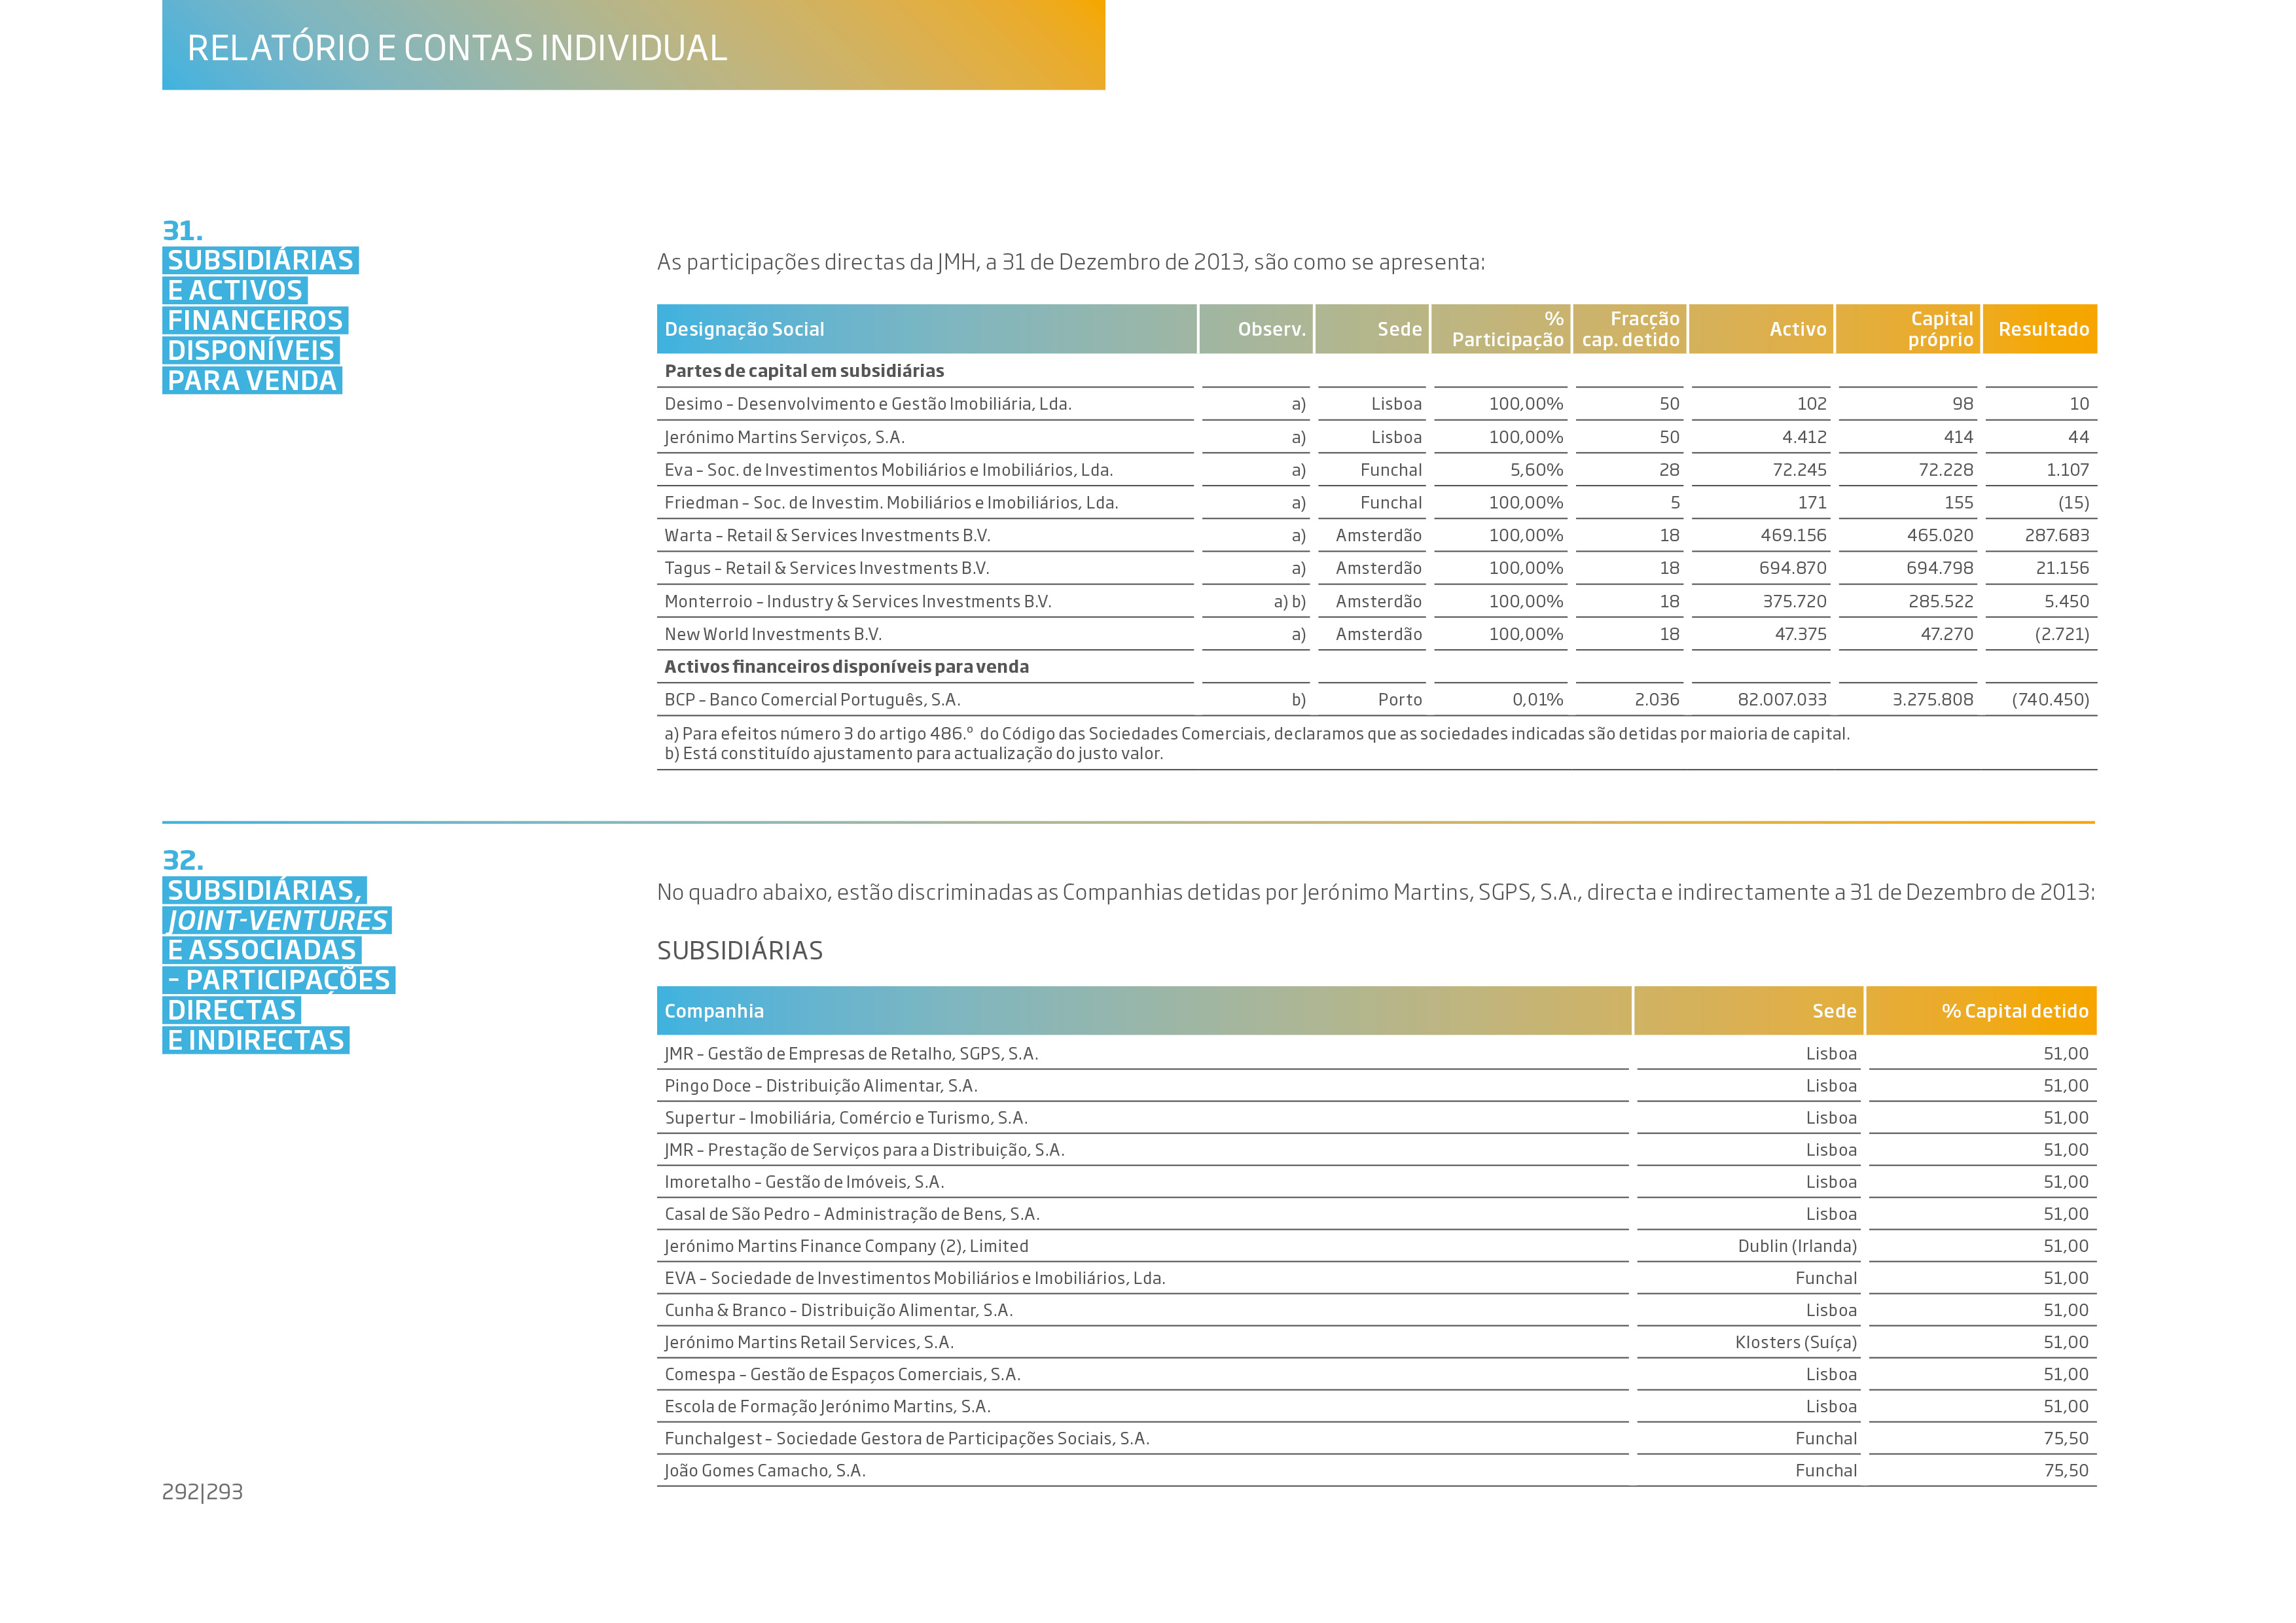 RELATÓRIO E CONTAS INDIVIDUAL
31.
SUBSIDIÁRIAS
E ACTIVOS
FINANCEIROS
DISPONÍVEIS
PARA VENDA
As participações directas da JMH, a 31 de Dezembro de 2013, são como se apresenta:
Designação Social Observ. Sede % Participação Fracção cap. detido Activo Capital próprio Resultado
Partes de capital em subsidiárias
Desimo – Desenvolvimento e Gestão Imobiliária, Lda. a) Lisboa 100,00% 50 102 98 10
Jerónimo Martins Serviços, S.A. a) Lisboa 100,00% 50 4.412 414 44
Eva – Soc. de Investimentos Mobiliários e Imobiliários, Lda. a) Funchal 5,60% 28 72.245 72.228 1.107
Friedman – Soc. de Investim. Mobiliários e Imobiliários, Lda. a) Funchal 100,00% 5 171 155 (15)
Warta – Retail & Services Investments B.V. a) Amsterdão 100,00% 18 469.156 465.020 287.683
Tagus – Retail & Services Investments B.V. a) Amsterdão 100,00% 18 694.870 694.798 21.156
Monterroio – Industry & Services Investments B.V. a) b) Amsterdão 100,00% 18 375.720 285.522 5.450
New World Investments B.V. a) Amsterdão 100,00% 18 47.375 47.270 (2.721)
Activos financeiros disponíveis para venda
BCP – Banco Comercial Português, S.A. b) Porto 0,01% 2.036 82.007.033 3.275.808 (740.450)
a) Para efeitos número 3 do artigo 486.º do Código das Sociedades Comerciais, declaramos que as sociedades indicadas são detidas por maioria de capital.
b) Está constituído ajustamento para actualização do justo valor.
32.
SUBSIDIÁRIAS,
JOINT-VENTURES
E ASSOCIADAS
– PARTICIPAÇÕES
DIRECTAS
E INDIRECTAS
No quadro abaixo, estão discriminadas as Companhias detidas por Jerónimo Martins, SGPS, S.A., directa e indirectamente a 31 de Dezembro de 2013:
SUBSIDIÁRIAS
Companhia Sede % Capital detido
JMR – Gestão de Empresas de Retalho, SGPS, S.A. Lisboa 51,00
Pingo Doce – Distribuição Alimentar, S.A. Lisboa 51,00
Supertur – Imobiliária, Comércio e Turismo, S.A. Lisboa 51,00
JMR – Prestação de Serviços para a Distribuição, S.A. Lisboa 51,00
Imoretalho – Gestão de Imóveis, S.A. Lisboa 51,00
Casal de São Pedro – Administração de Bens, S.A. Lisboa 51,00
Jerónimo Martins Finance Company (2), Limited Dublin (Irlanda) 51,00
EVA – Sociedade de Investimentos Mobiliários e Imobiliários, Lda. Funchal 51,00
Cunha & Branco – Distribuição Alimentar, S.A. Lisboa 51,00
Jerónimo Martins Retail Services, S.A. Klosters (Suíça) 51,00
Comespa – Gestão de Espaços Comerciais, S.A. Lisboa 51,00
Escola de Formação Jerónimo Martins, S.A. Lisboa 51,00
Funchalgest – Sociedade Gestora de Participações Sociais, S.A. Funchal 75,50
João Gomes Camacho, S.A. Funchal 75,50
292|293